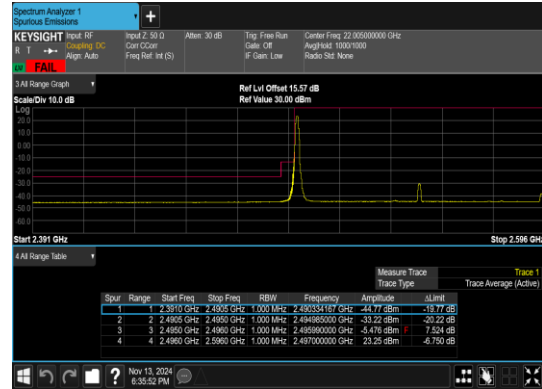 Spectrum Analyzer 1
Spurious Emissions
+
KEYSIGHT Input: RF Input Z: 50 Ω Atten: 30 dB Trig: Free Run Center Freq: 22.005000000 GHz
R T Coupling: DC Corr CCorr Gate: Off Avg|Hold: 1000/1000
Align: Auto Freq Ref: Int (S) IF Gain: Low Radio Std: None
FAIL
3 All Range Graph
Ref Lvl Offset 15.57 dB
Scale/Div 10.0 dB Ref Value 30.00 dBm
Log
20.0
10.0
0.00
-10.0
-20.0
-30.0
-40.0
-50.0
-60.0
Start 2.391 GHz Stop 2.596 GHz
4 All Range Table
Measure Trace Trace 1
Trace Type Trace Average (Active)
Spur Range Start Freq Stop Freq RBW Frequency Amplitude ΔLimit
1 1 2.3910 GHz 2.4905 GHz 1.000 MHz 2.490334167 GHz -44.77 dBm -19.77 dB
2 2 2.4905 GHz 2.4950 GHz 1.000 MHz 2.494985000 GHz -33.22 dBm -20.22 dB
3 3 2.4950 GHz 2.4960 GHz 1.000 MHz 2.495990000 GHz -5.476 dBm F 7.524 dB
4 4 2.4960 GHz 2.5960 GHz 1.000 MHz 2.497000000 GHz 23.25 dBm -6.750 dB
? Nov 13, 2024
6:35:52 PM